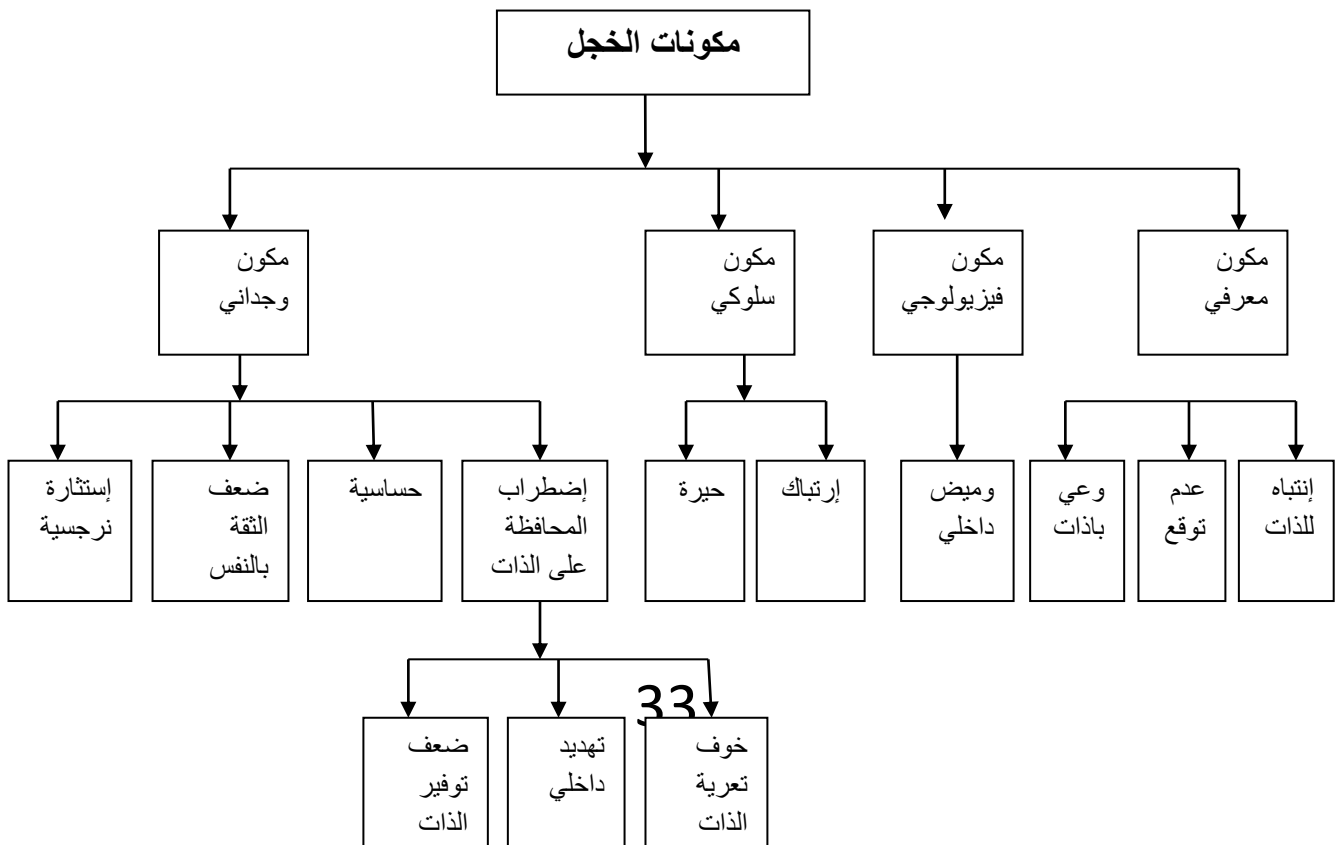 مكونات الخجل
مكون
معرفي
مكون
فيزيولوجي
مكون
سلوكي
مكون
وجداني
إنتباه
للذات
عدم
توقع
وعي
باذات
وميض
داخلي
إرتباك
حيرة
إضطراب
المحافظة
على الذات
حساسية
ضعف
الثقة
بالنفس
إستثارة
نرجسية
33
خوف
تعرية
الذات
تهديد
داخلي
ضعف
توفير
الذات